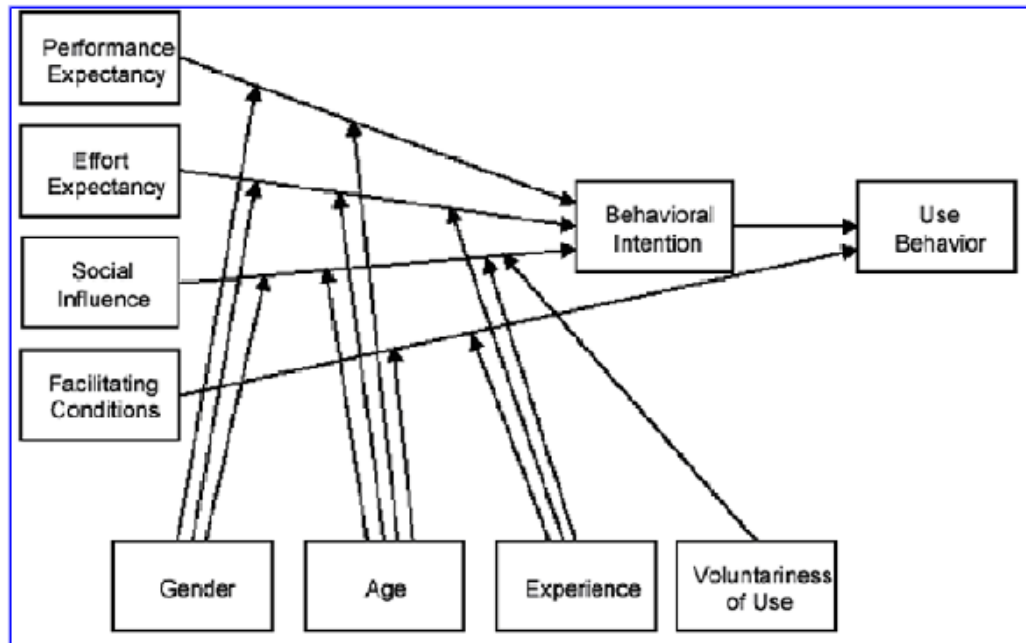 Performance
Expectancy
Effort
Expectancy
Social
Influence
Facilitating
Conditions
Behavioral
Intention
Use
Behavior
Gender
Age
Experience
Voluntariness
of Use